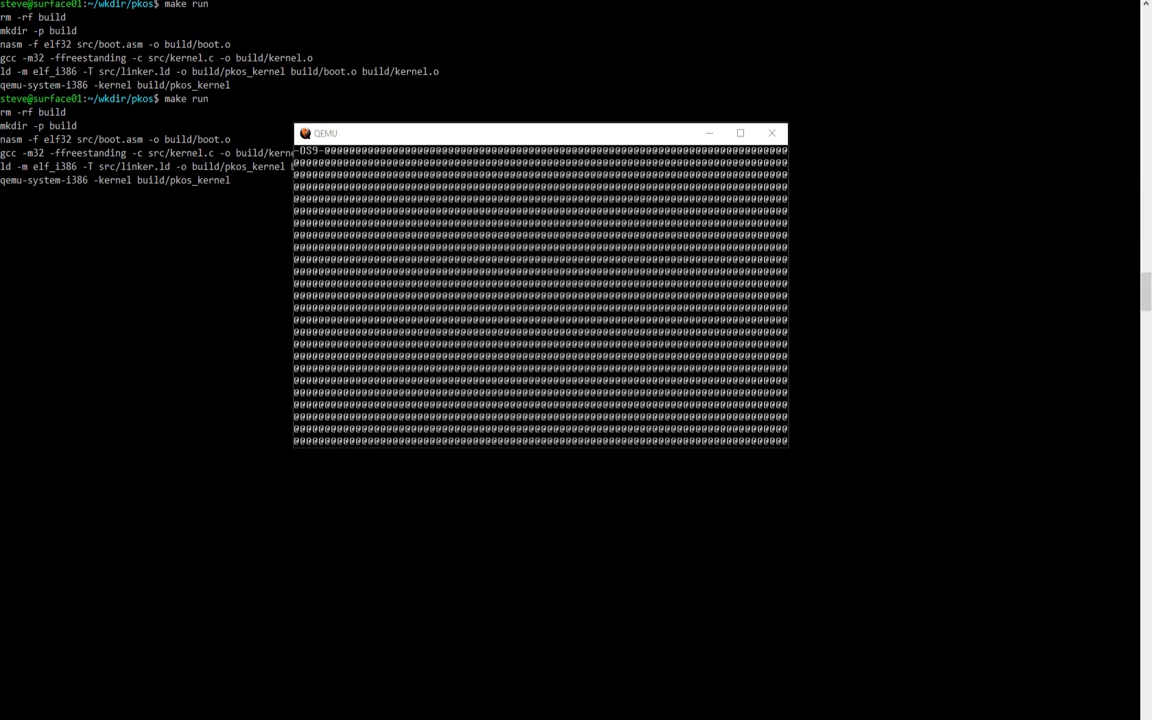 steve@surface01:~/wkdir/pkos$ make run
rm -rf build
mkdir -p build
nasm -f elf32 src/boot.asm -o build/boot.o
gcc -m32 -ffreestanding -c src/kernel.c -o build/kernel.o
ld -m elf_i386 -T src/linker.ld -o build/pkos_kernel build/boot.o build/kernel.o
qemu-system-i386 -kernel build/pkos_kernel
steve@surface01:~/wkdir/pkos$ make run
rm -rf build
mkdir -p build
nasm -f elf32 src/boot.asm -o build/boot.o
gcc -m32 -ffreestanding -c src/kernel.c -o build/kerne
ld -m elf_i386 -T src/linker.ld -o build/pkos_kernel b
qemu-system-i386 -kernel build/pkos_kernel
QEMU
-OS9-